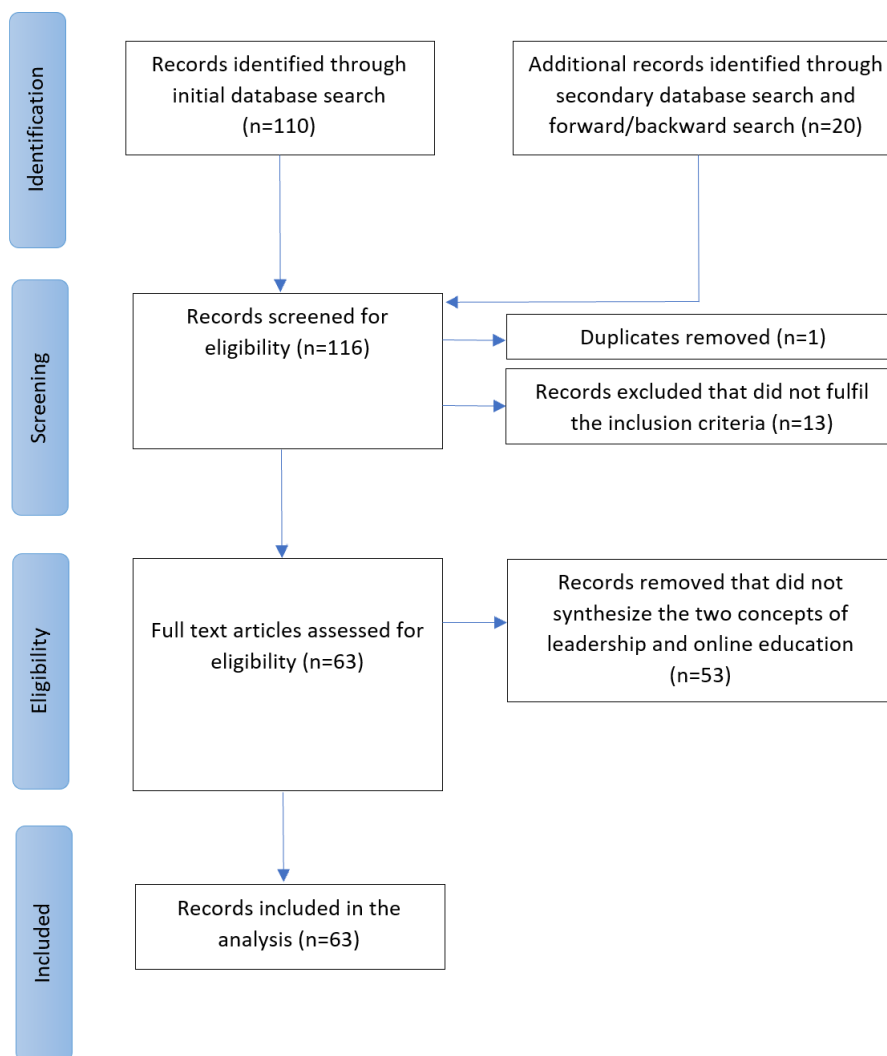 Identification
Records identified through
initial database search
(n=110)
Additional records identified through
secondary database search and
forward/backward search (n=20)
Screening
Records screened for
eligibility (n=116)
Duplicates removed (n=1)
Records excluded that did not fulfil
the inclusion criteria (n=13)
Eligibility
Full text articles assessed for
eligibility (n=63)
Records removed that did not
synthesize the two concepts of
leadership and online education
(n=53)
Included
Records included in the
analysis (n=63)